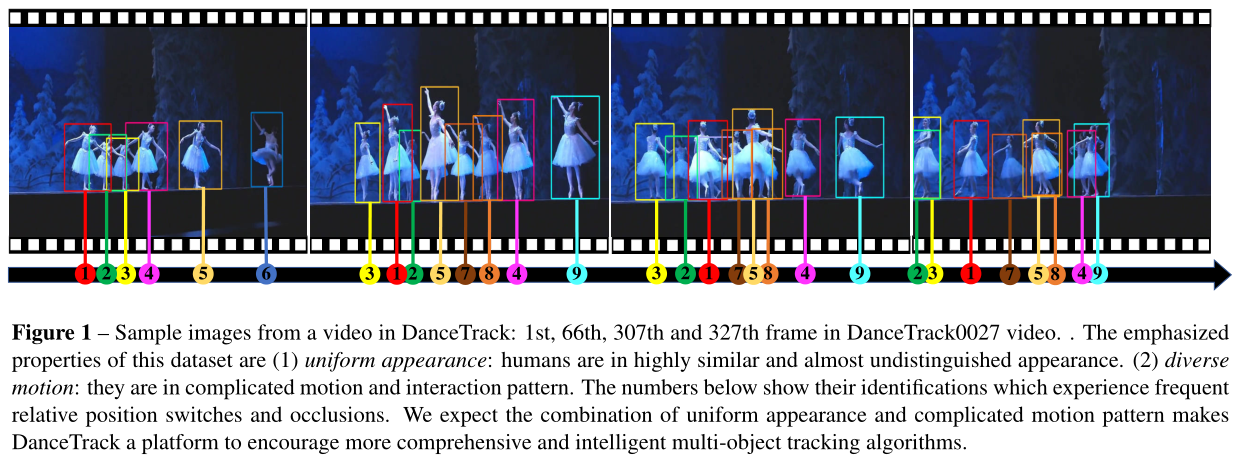 1 2 3 4 5 6 3 1 2 5 7 8 4 9 3 2 1 7 5 8 4 9 2 3 1 7 5 8 4 9
Figure 1 – Sample images from a video in DanceTrack: 1st, 66th, 307th and 327th frame in DanceTrack0027 video. . The emphasized
properties of this dataset are (1) uniform appearance: humans are in highly similar and almost undistinguished appearance. (2) diverse
motion: they are in complicated motion and interaction pattern. The numbers below show their identifications which experience frequent
relative position switches and occlusions. We expect the combination of uniform appearance and complicated motion pattern makes
DanceTrack a platform to encourage more comprehensive and intelligent multi-object tracking algorithms.